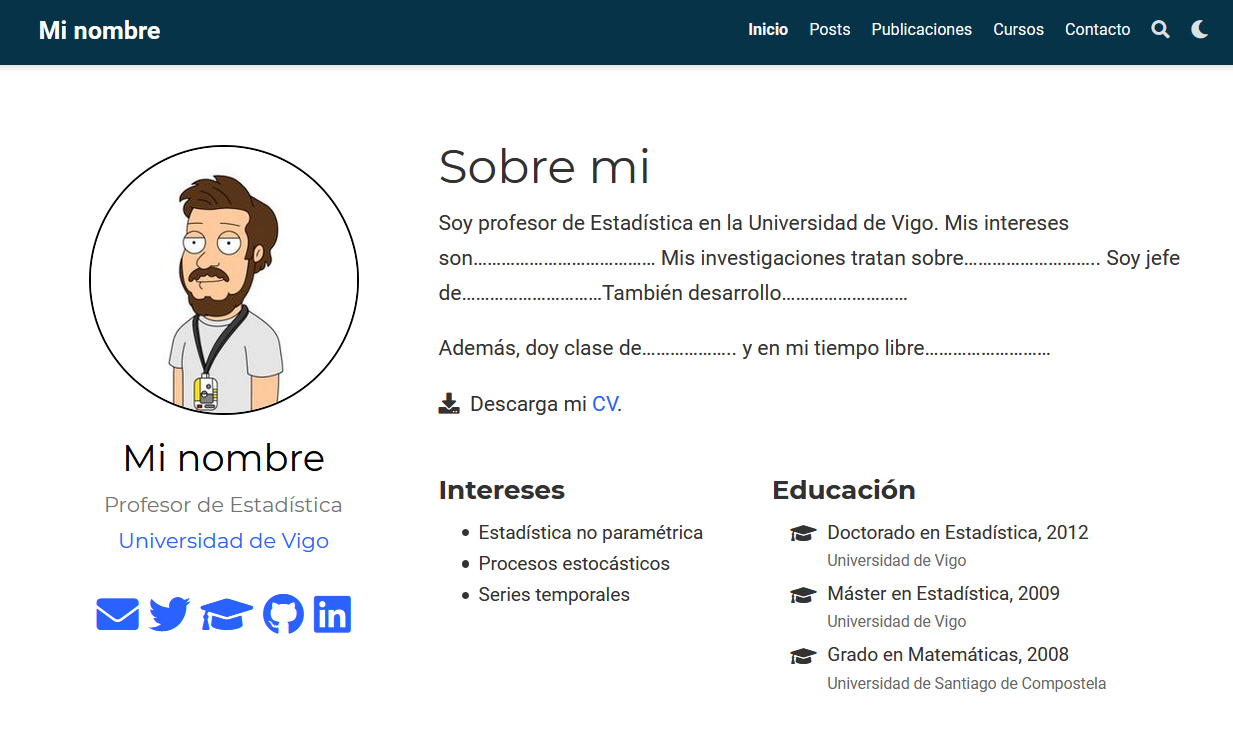 Mi nombre
Inicio Posts Publicaciones Cursos Contacto
Sobre mi
Soy profesor de Estadística en la Universidad de Vigo. Mis intereses
son………………………………… Mis investigaciones tratan sobre……………………….. Soy jefe
de…………………………También desarrollo………………………
Además, doy clase de……………….. y en mi tiempo libre………………………
Descarga mi CV.
Mi nombre
Profesor de Estadística
Universidad de Vigo
Intereses
Estadística no paramétrica
Procesos estocásticos
Series temporales
Educación
Doctorado en Estadística, 2012
Universidad de Vigo
Máster en Estadística, 2009
Universidad de Vigo
Grado en Matemáticas, 2008
Universidad de Santiago de Compostela